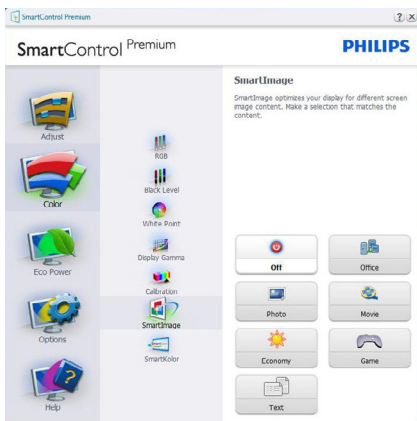 SmartControl Premium
SmartControl Premium
PHILIPS
Adjust
Color
Eco Power
Options
Help
RGB
Black Level
White Point
Display Gamma
Calibration
SmartImage
SmartKolor
SmartImage
SmartImage optimizes your display for different screen
image content. Make a selection that matches the
content.
Off
Office
Photo
Movie
Economy
Game
Text